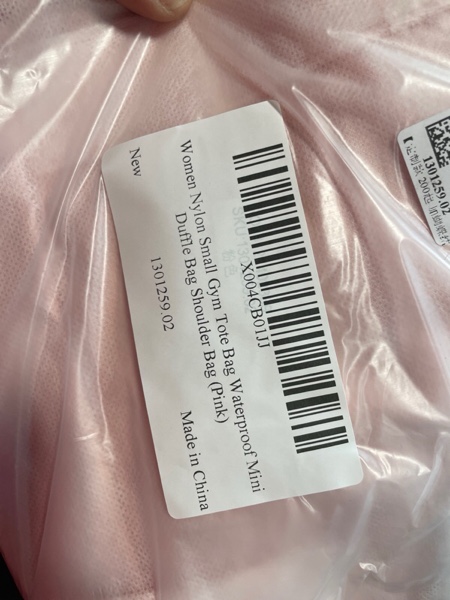 X004CB01JJ
Women Nylon Small Gym Tote Bag Waterproof Mini
Duffle Bag Shoulder Bag (Pink)
New
1301259.02
Made in China
1301259.02